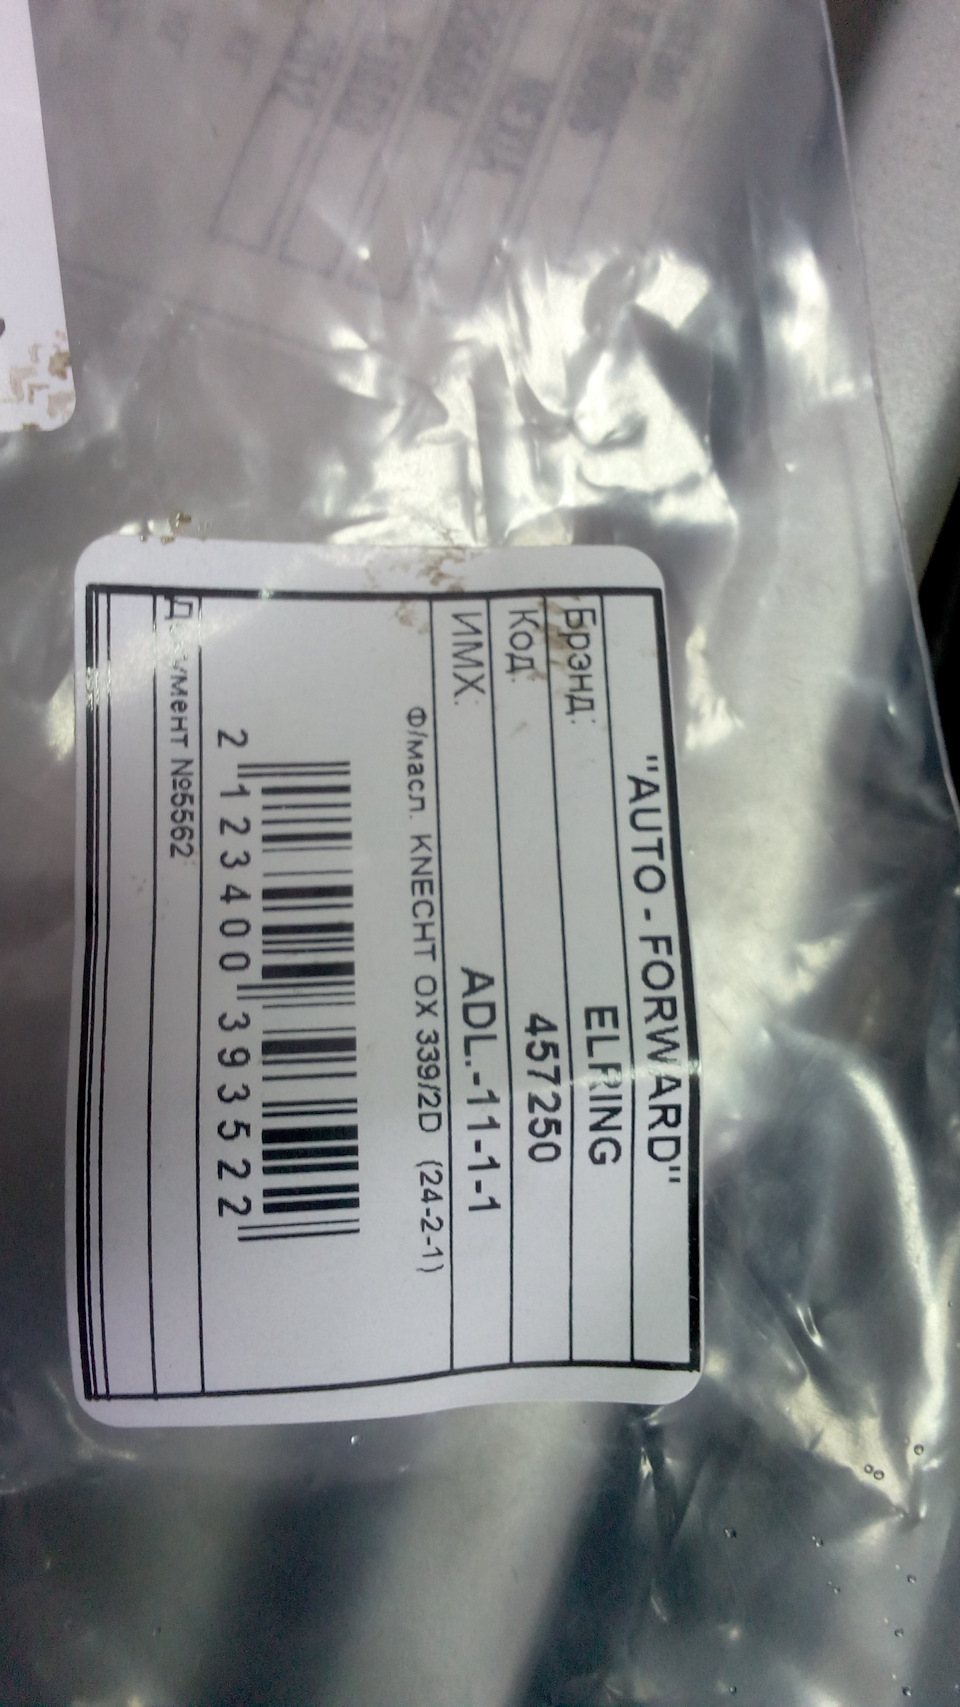 "AUTO - FORWARD"
Брэнд: ELRING
Код: 457250
ИМХ: ADL.-11-1-1
Ф/масл. KNECHT OX 339/2D (24-2-1)
2 123400 393522
№5562